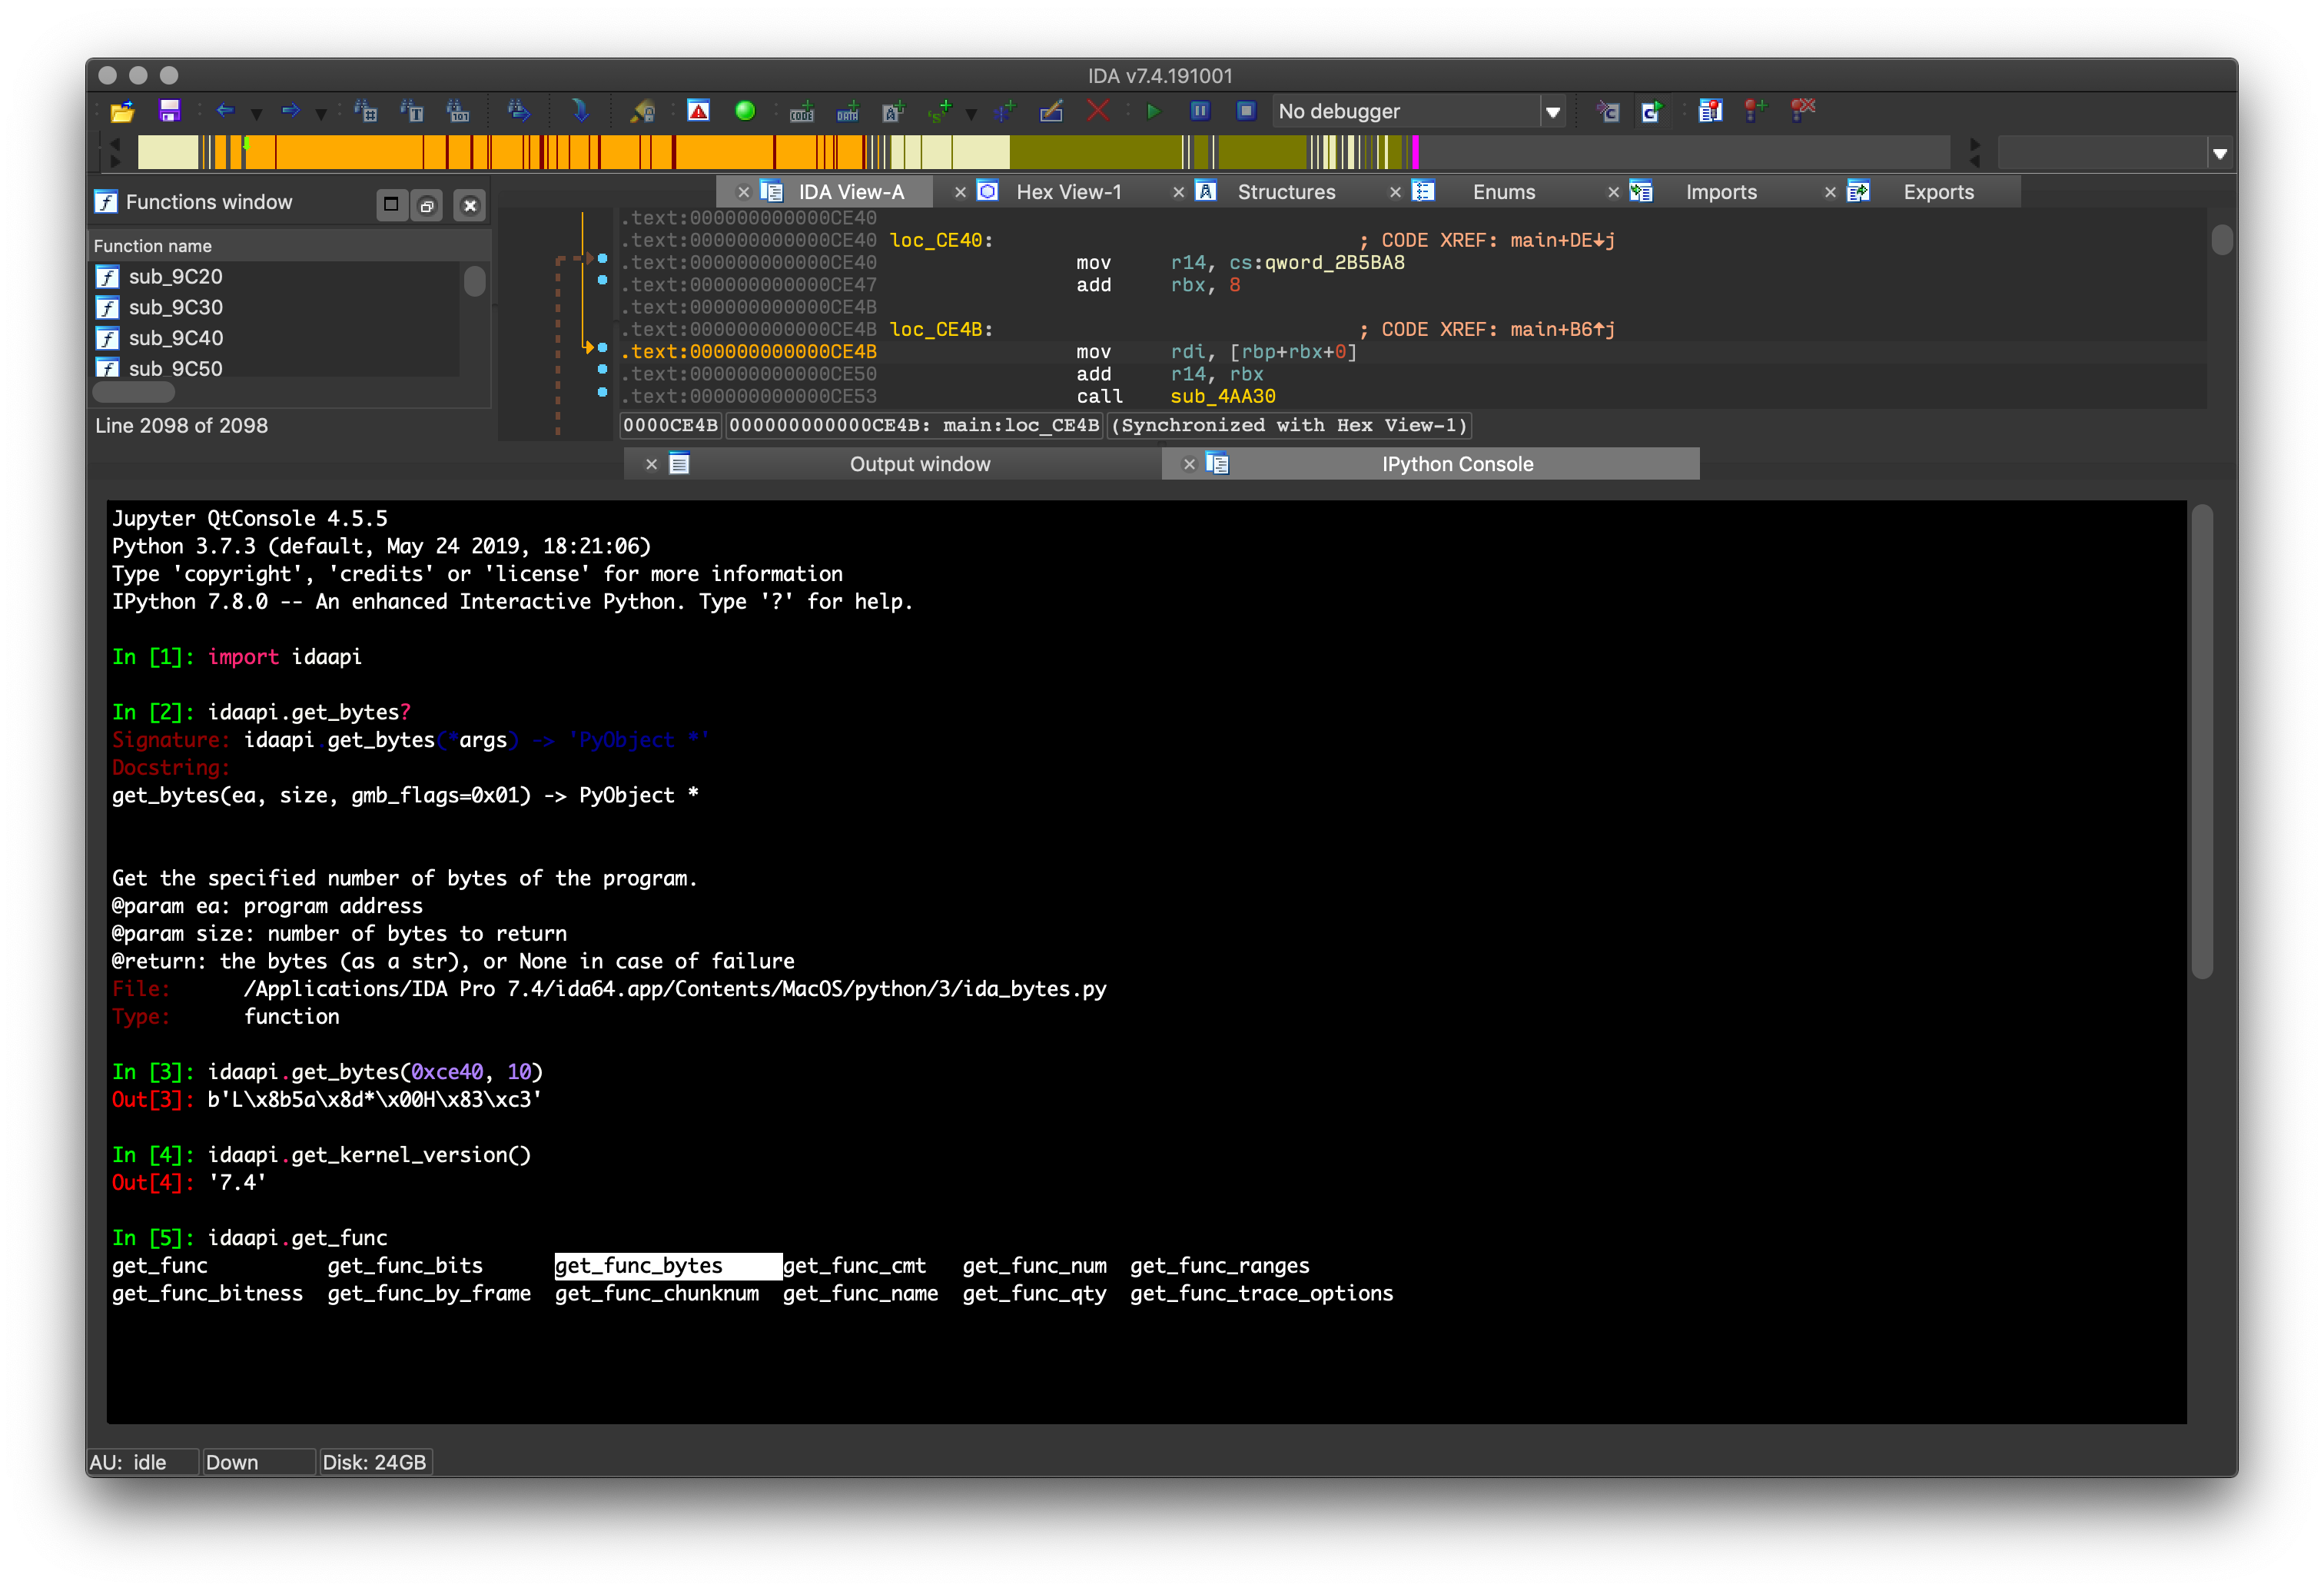 IDA v7.4.191001
No debugger
Functions window
Function name
sub_9C20
sub_9C30
sub_9C40
sub_9C50
Line 2098 of 2098
IDA View-A Hex View-1 Structures Enums Imports Exports
.text:000000000000CE40
.text:000000000000CE40 loc_CE40: ; CODE XREF: main+DE↓j
.text:000000000000CE40 mov r14, cs:qword_2B5BA8
.text:000000000000CE47 add rbx, 8
.text:000000000000CE4B
.text:000000000000CE4B loc_CE4B: ; CODE XREF: main+B6↑j
.text:000000000000CE4B mov rdi, [rbp+rbx+0]
.text:000000000000CE50 add r14, rbx
.text:000000000000CE53 call sub_4AA30
0000CE4B 000000000000CE4B: main:loc_CE4B (Synchronized with Hex View-1)
Output window IPython Console
Jupyter QtConsole 4.5.5
Python 3.7.3 (default, May 24 2019, 18:21:06)
Type 'copyright', 'credits' or 'license' for more information
IPython 7.8.0 -- An enhanced Interactive Python. Type '?' for help.
In [1]: import idaapi
In [2]: idaapi.get_bytes?
Signature: idaapi.get_bytes(*args) -> 'PyObject *'
Docstring:
get_bytes(ea, size, gmb_flags=0x01) -> PyObject *
Get the specified number of bytes of the program.
@param ea: program address
@param size: number of bytes to return
@return: the bytes (as a str), or None in case of failure
File: /Applications/IDA Pro 7.4/ida64.app/Contents/MacOS/python/3/ida_bytes.py
Type: function
In [3]: idaapi.get_bytes(0xce40, 10)
Out[3]: b'L\x8b5a\x8d*\x00H\x83\xc3'
In [4]: idaapi.get_kernel_version()
Out[4]: '7.4'
In [5]: idaapi.get_func
get_func get_func_bits get_func_bytes get_func_cmt get_func_num get_func_ranges
get_func_bitness get_func_by_frame get_func_chunknum get_func_name get_func_qty get_func_trace_options
AU: idle Down Disk: 24GB